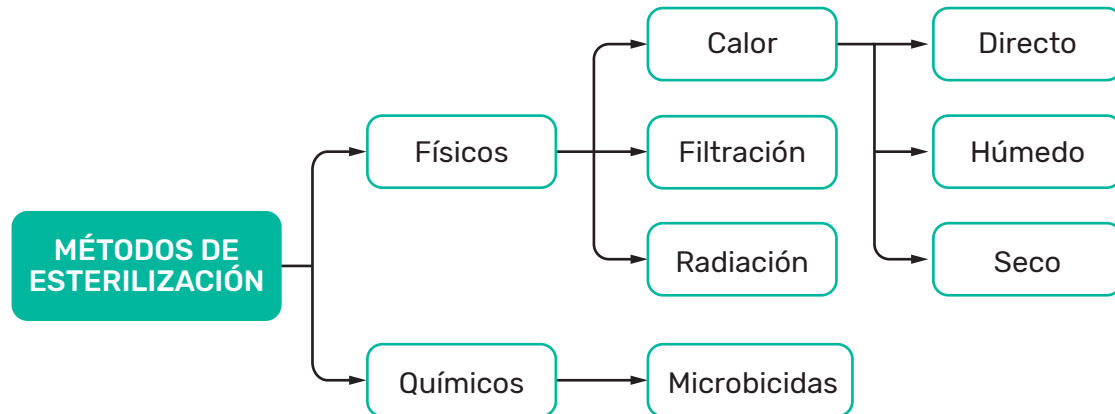 MÉTODOS DE
ESTERILIZACIÓN
Físicos
Químicos
Calor
Filtración
Radiación
Microbicidas
Directo
Húmedo
Seco